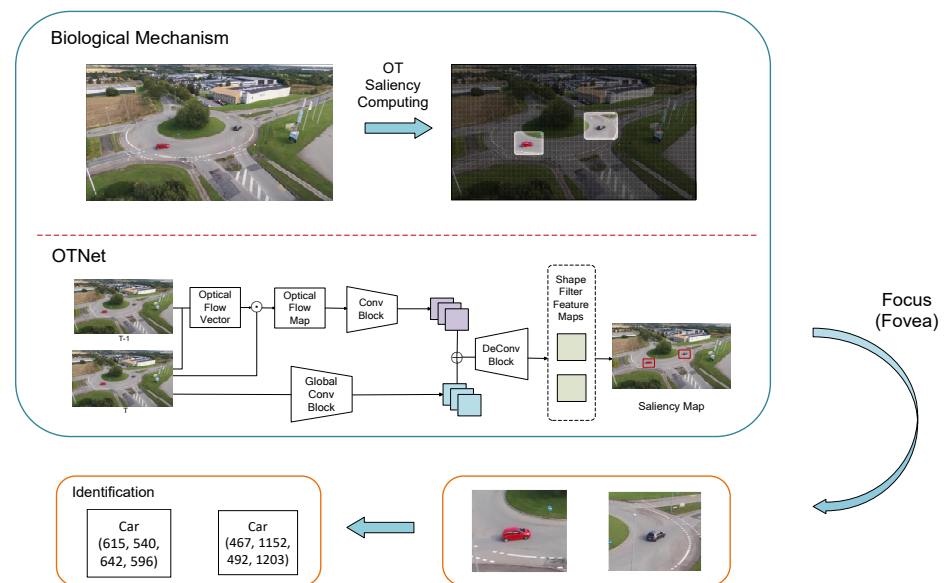 Biological Mechanism
OT
Saliency
Computing
OTNet
T-1
T
Optical
Flow
Vector
Optical
Flow
Map
Conv
Block
Global
Conv
Block
DeConv
Block
Shape
Filter
Feature
Maps
Saliency Map
Focus
(Fovea)
Identification
Car
(615, 540,
642, 596)
Car
(467, 1152,
492, 1203)